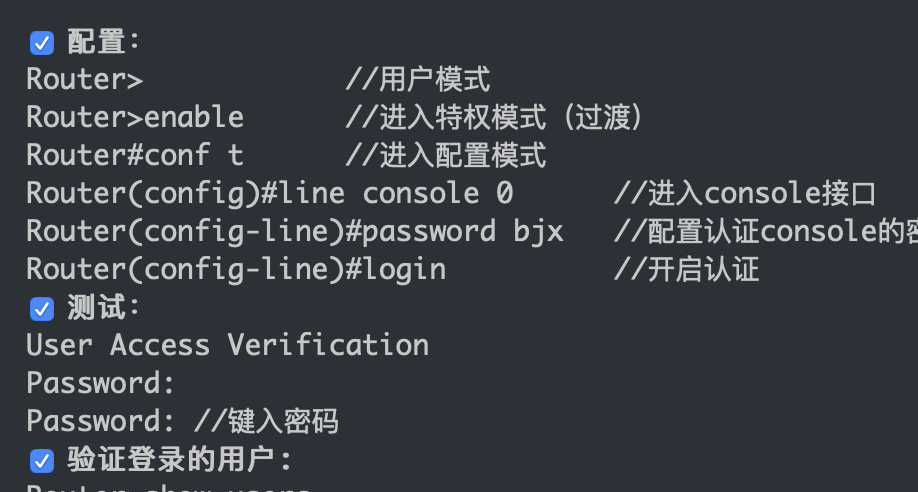 配置：
Router> //用户模式
Router>enable //进入特权模式（过渡）
Router#conf t //进入配置模式
Router(config)#line console 0 //进入console接口
Router(config-line)#password bjx //配置认证console的密
Router(config-line)#login //开启认证
测试：
User Access Verification
Password:
Password: //键入密码
验证登录的用户：
Router>show users